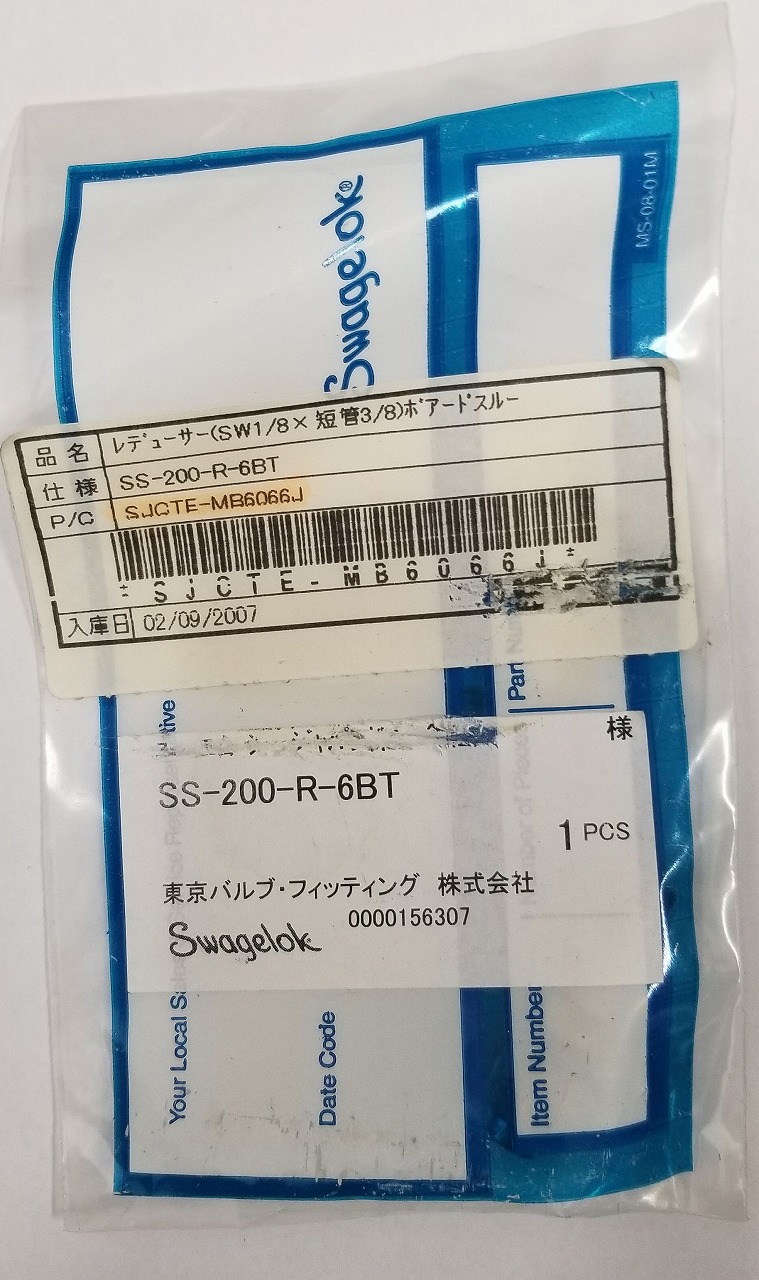 MS-08-01M
Swagelok®
品名 レデューサー(SW1/8×短管3/8)ボアードスルー
仕様 SS-200-R-6BT
P/C SJCTE-MB6066J
SJCTE-MB6066J
入庫日 02/09/2007
様
SS-200-R-6BT
1 PCS
東京バルブ・フィッティング 株式会社
Swagelok 0000156307
Your Local
Date Code
Item Number
Part